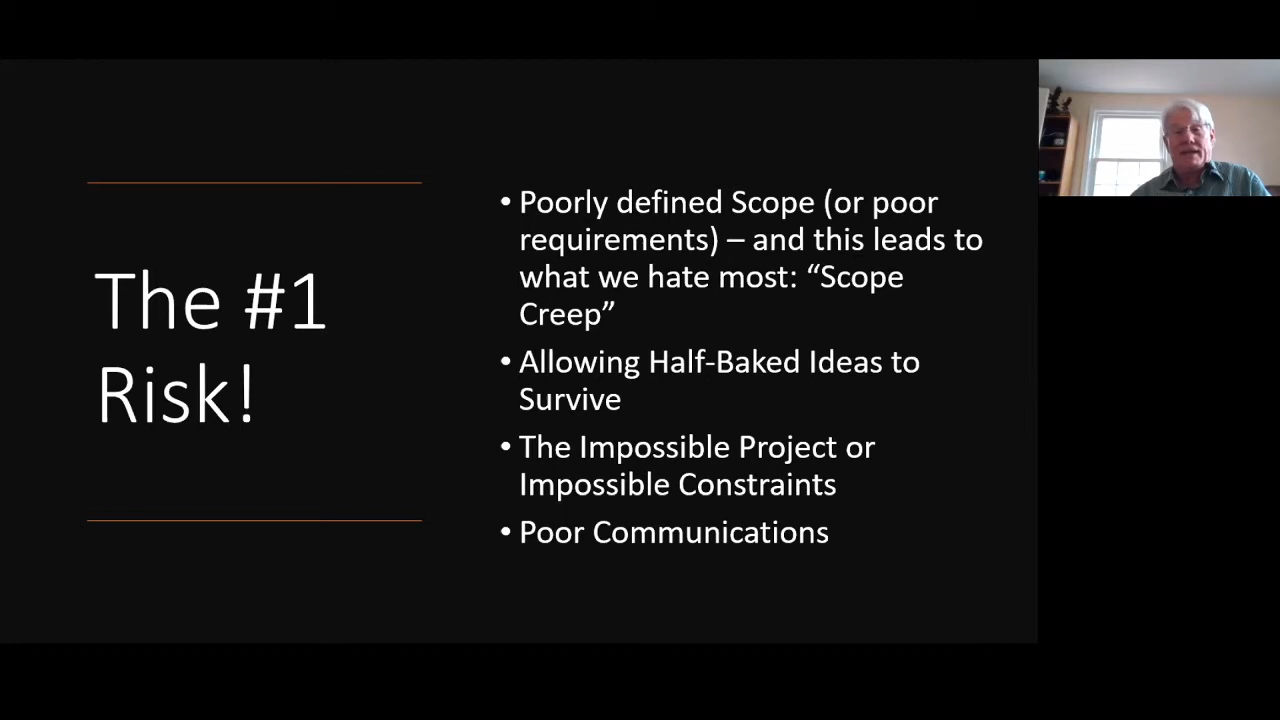 The #1
Risk!
• Poorly defined Scope (or poor
requirements) – and this leads to
what we hate most: “Scope
Creep”
• Allowing Half-Baked Ideas to
Survive
• The Impossible Project or
Impossible Constraints
• Poor Communications